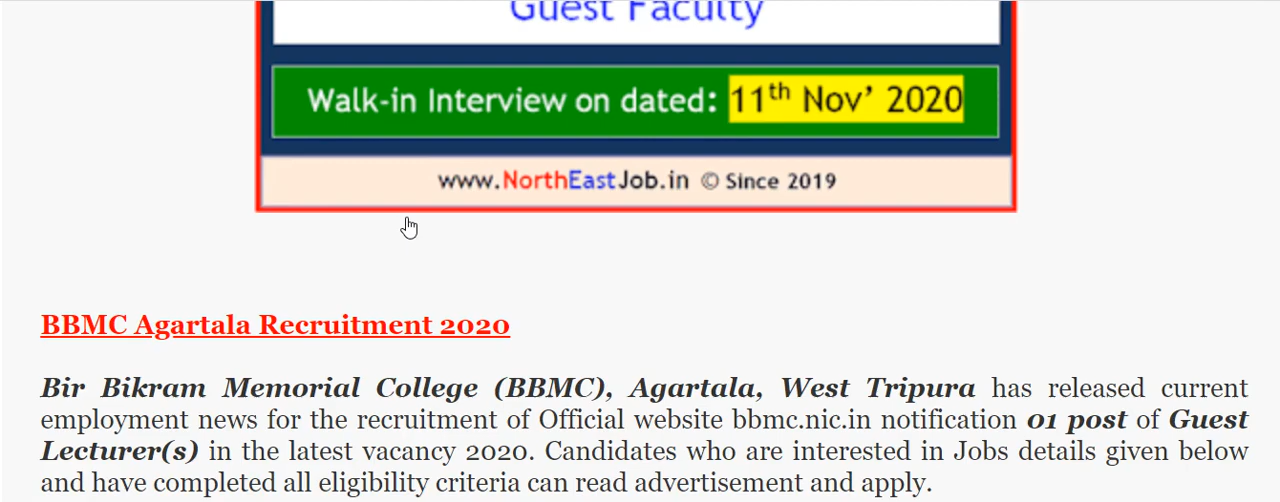 Guest Faculty
Walk-in Interview on dated: 11th Nov’ 2020
www.NorthEastJob.in © Since 2019
BBMC Agartala Recruitment 2020
Bir Bikram Memorial College (BBMC), Agartala, West Tripura has released current
employment news for the recruitment of Official website bbmc.nic.in notification 01 post of Guest
Lecturer(s) in the latest vacancy 2020. Candidates who are interested in Jobs details given below
and have completed all eligibility criteria can read advertisement and apply.